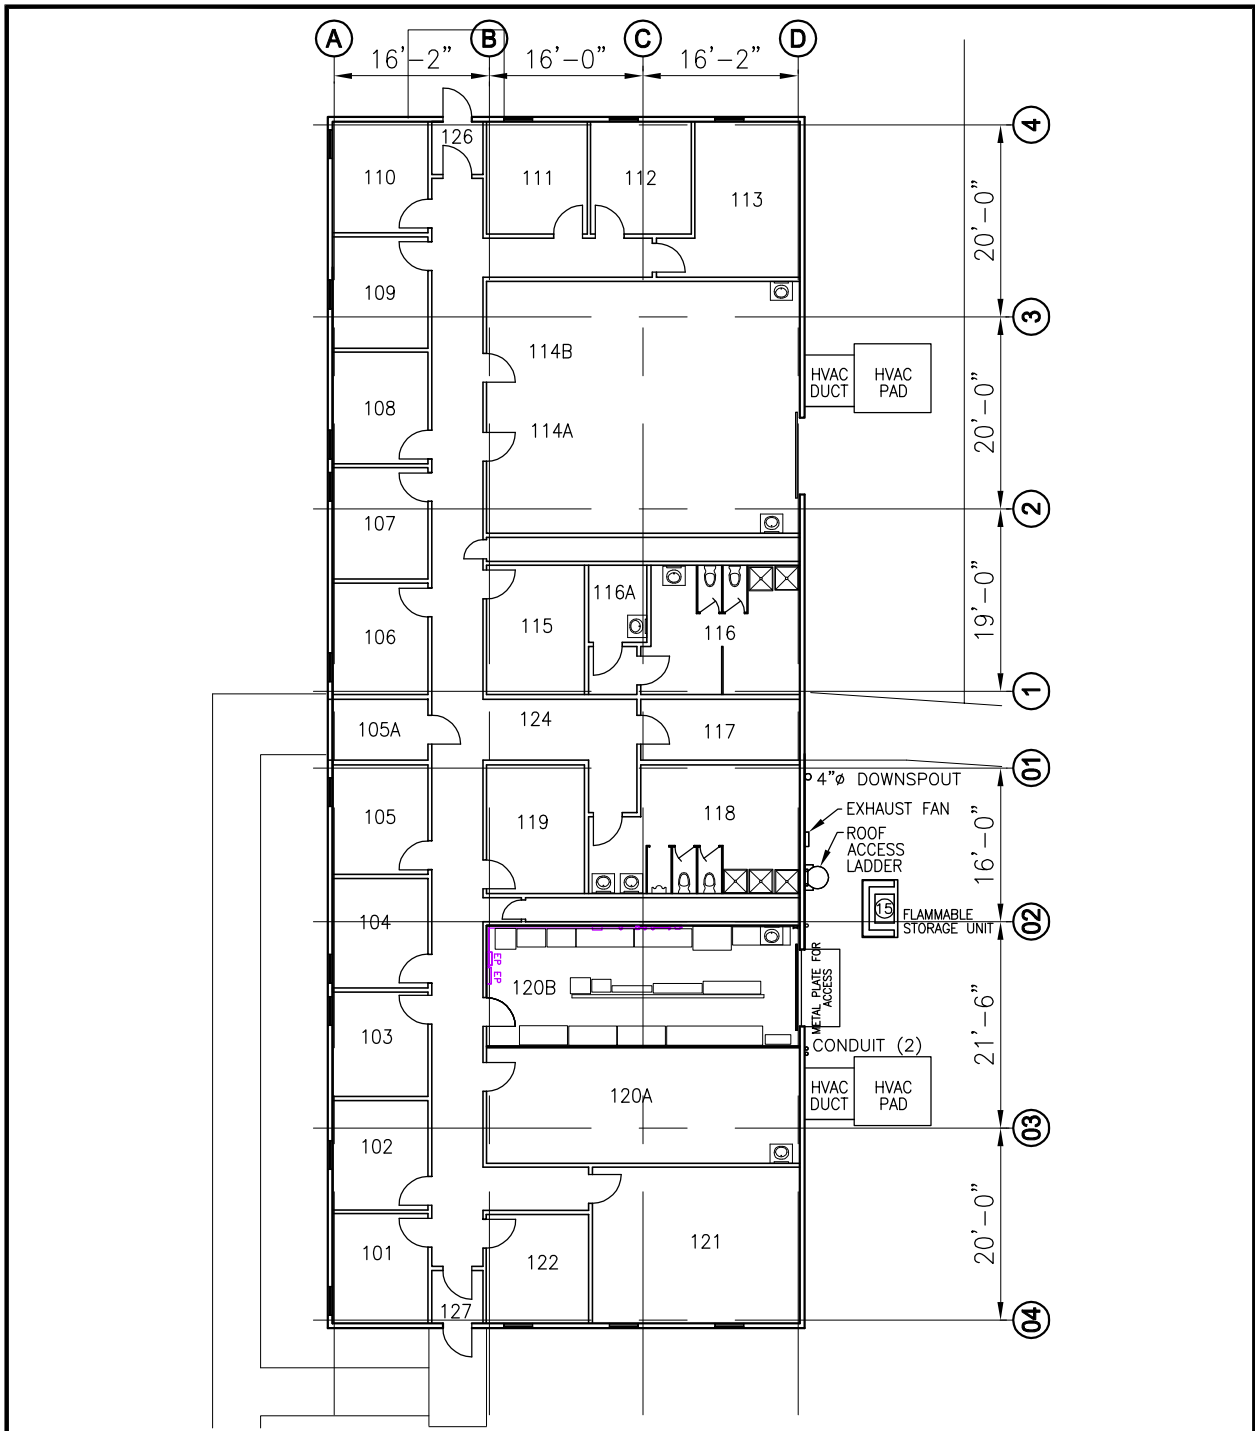 A B C D
16'-2" 16'-0" 16'-2"
4
126
110 111 112
113
20'-0"
109
3
114B
HVAC DUCT
HVAC PAD
108
114A
20'-0"
2
107
116A
115 116
106
19'-0"
1
124
105A 117
01
4"ø DOWNSPOUT
EXHAUST FAN
105 119 118
ROOF
ACCESS
LADDER
16'-0"
15
FLAMMABLE
STORAGE UNIT
104
02
EP EP
120B
METAL PLATE FOR
ACCESS
21'-6"
103
CONDUIT (2)
120A
HVAC DUCT
HVAC PAD
03
102
20'-0"
101 122 121
127
04